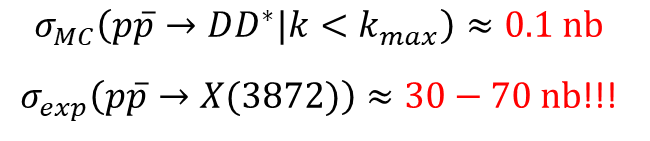 σ_MC(pp̄ → DD*|k < k_max) ≈ 0.1 nb
σ_exp(pp̄ → X(3872)) ≈ 30 − 70 nb!!!